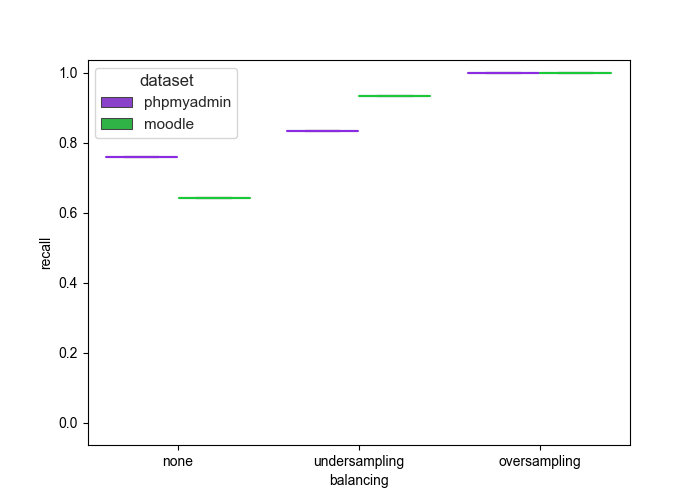 1.0
0.8
0.6
0.4
0.2
0.0
recall
dataset
phpmyadmin
moodle
none
undersampling
oversampling
balancing